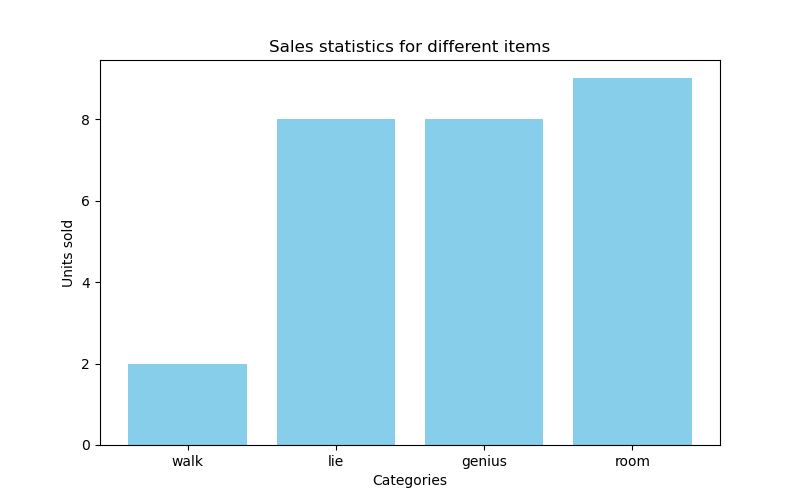 Sales statistics for different items
Units sold
8
6
4
2
0
walk lie genius room
Categories